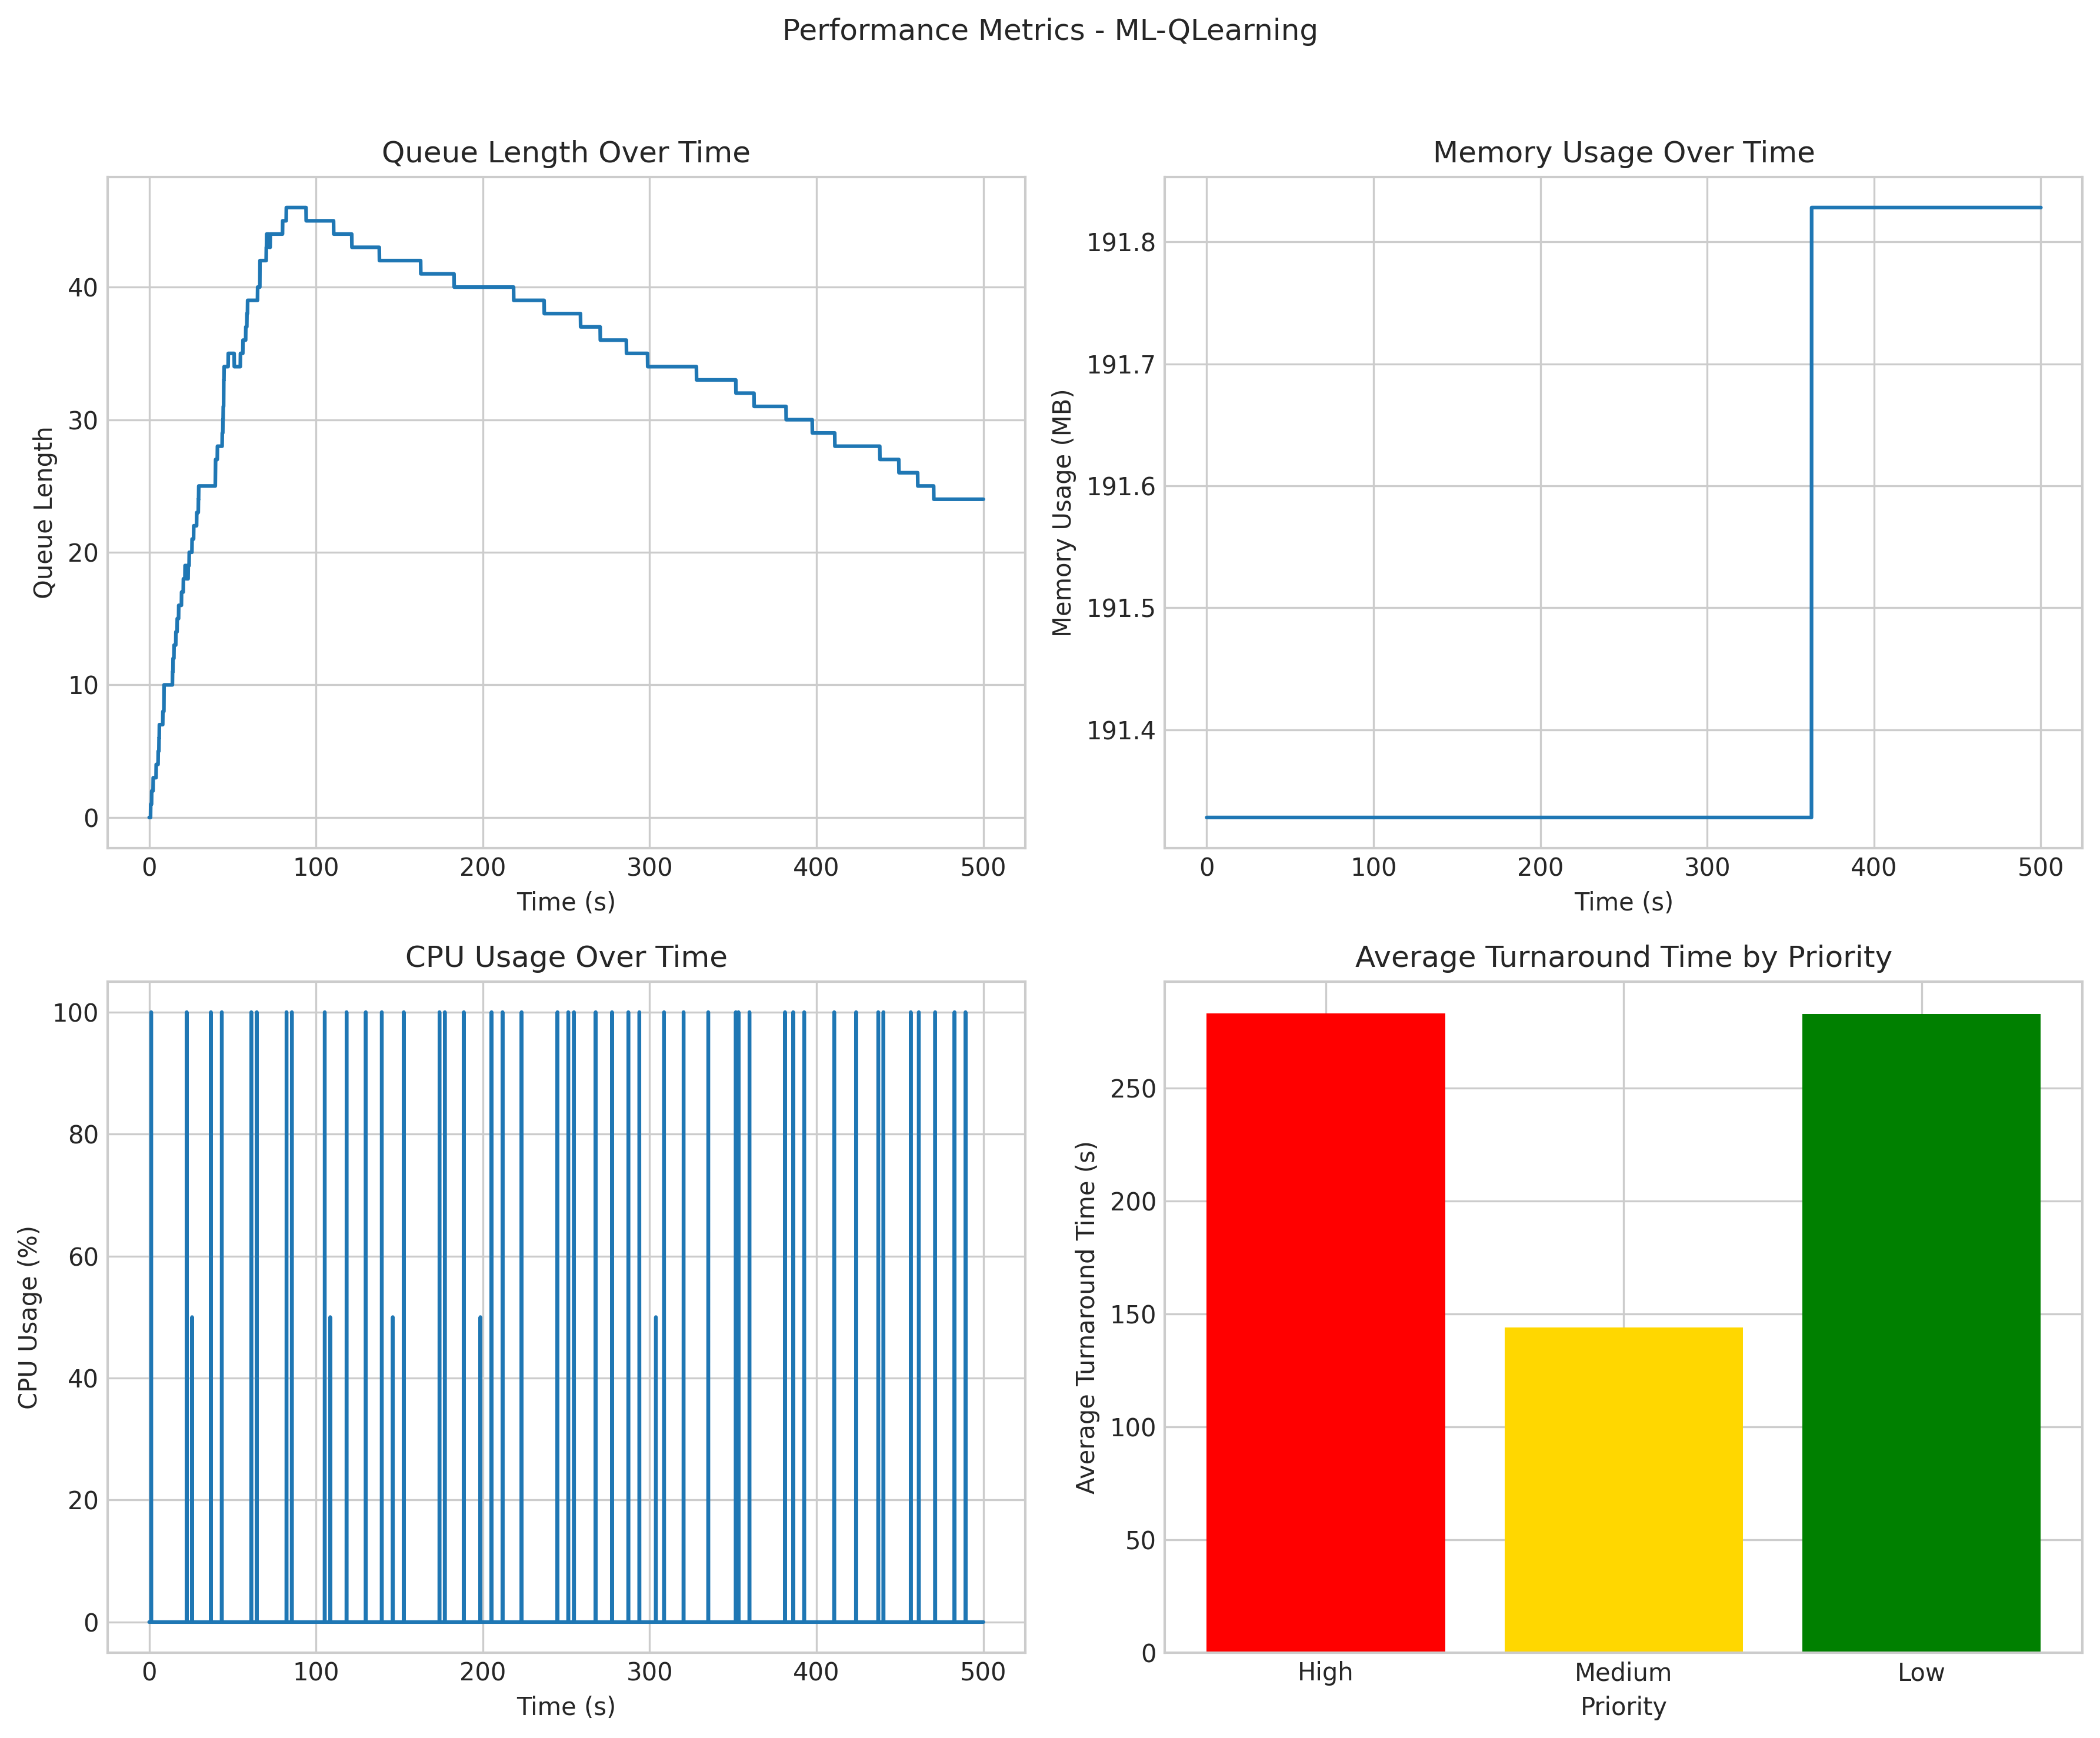 Performance Metrics - ML-QLearning
Queue Length Over Time
Queue Length
40
30
20
10
0
0 100 200 300 400 500
Time (s)
Memory Usage Over Time
Memory Usage (MB)
191.8
191.7
191.6
191.5
191.4
0 100 200 300 400 500
Time (s)
CPU Usage Over Time
CPU Usage (%)
100
80
60
40
20
0
0 100 200 300 400 500
Time (s)
Average Turnaround Time by Priority
Average Turnaround Time (s)
250
200
150
100
50
0
High Medium Low
Priority